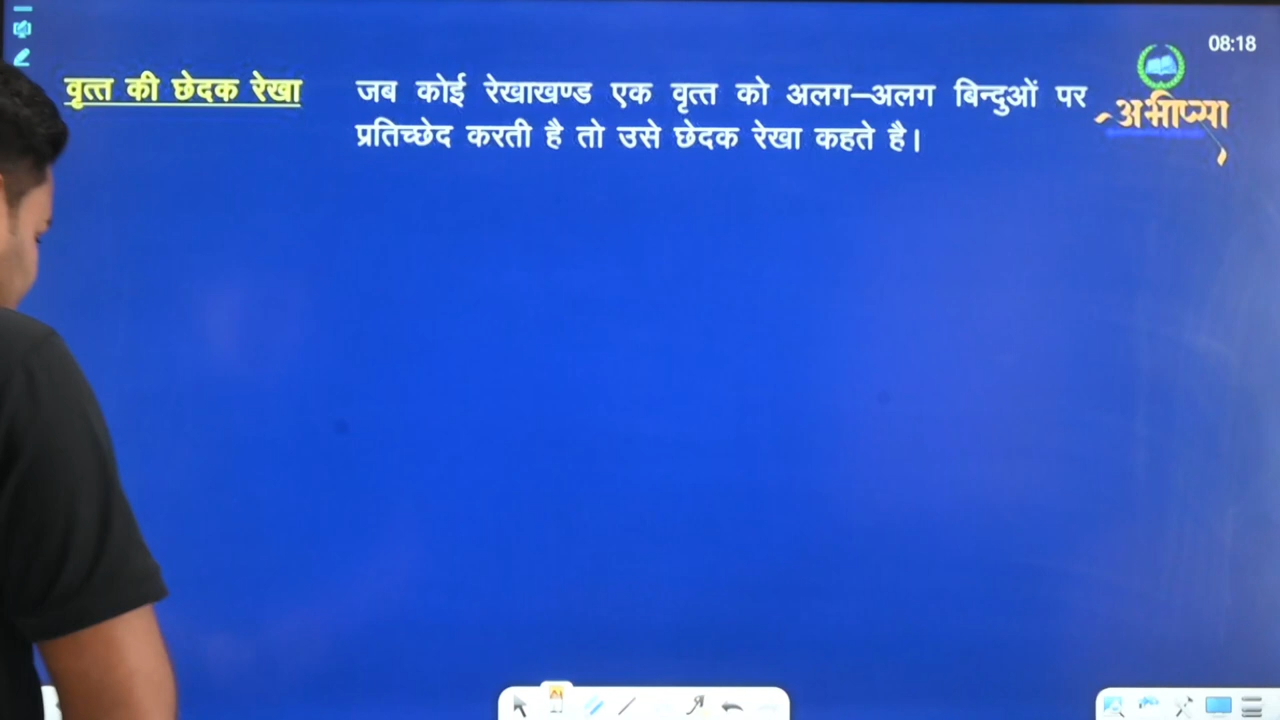 08:18
वृत्त की छेदक रेखा
जब कोई रेखाखण्ड एक वृत्त को अलग–अलग बिन्दुओं पर
प्रतिच्छेद करती है तो उसे छेदक रेखा कहते है।
अभीप्सा